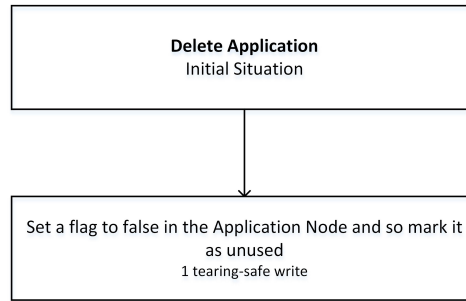 Delete Application
Initial Situation
Set a flag to false in the Application Node and so mark it
as unused
1 tearing-safe write